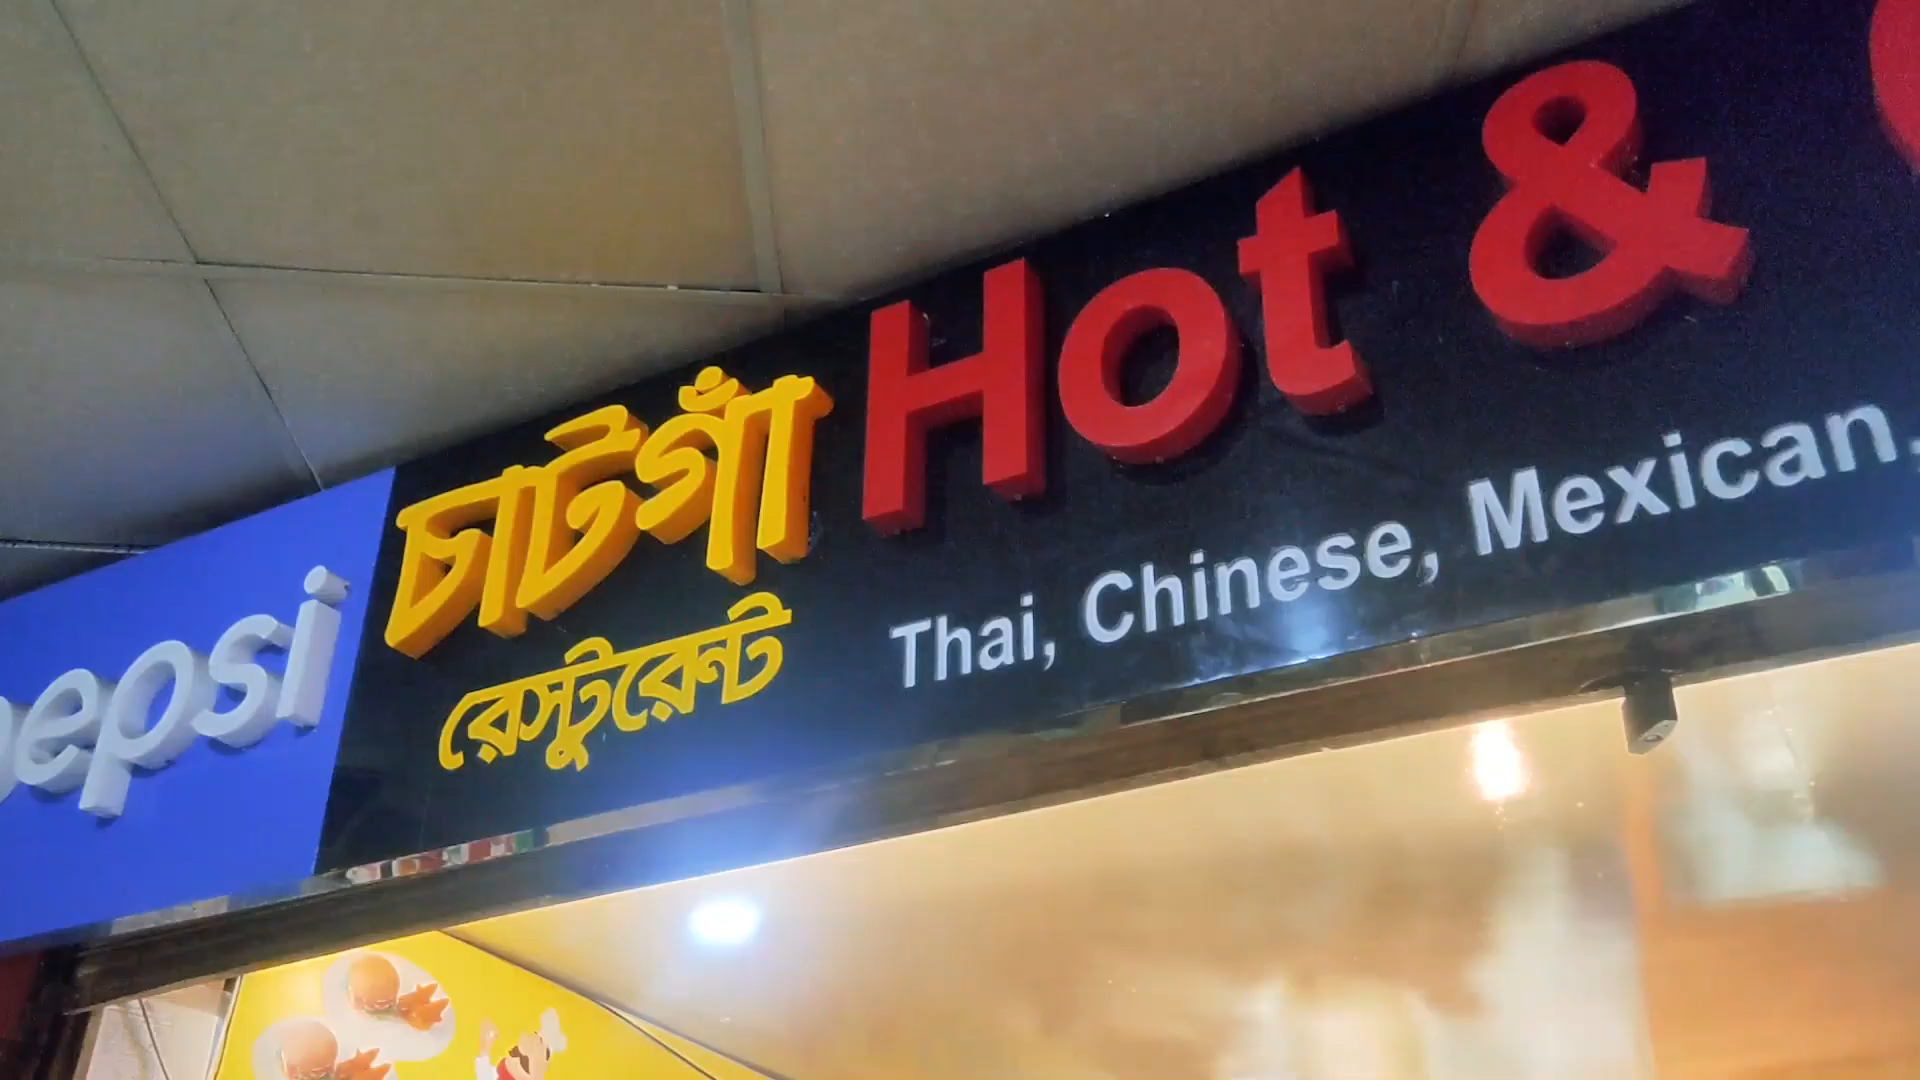 pepsi
চাটগাঁ Hot &
রেস্টুরেন্ট
Thai, Chinese, Mexican,